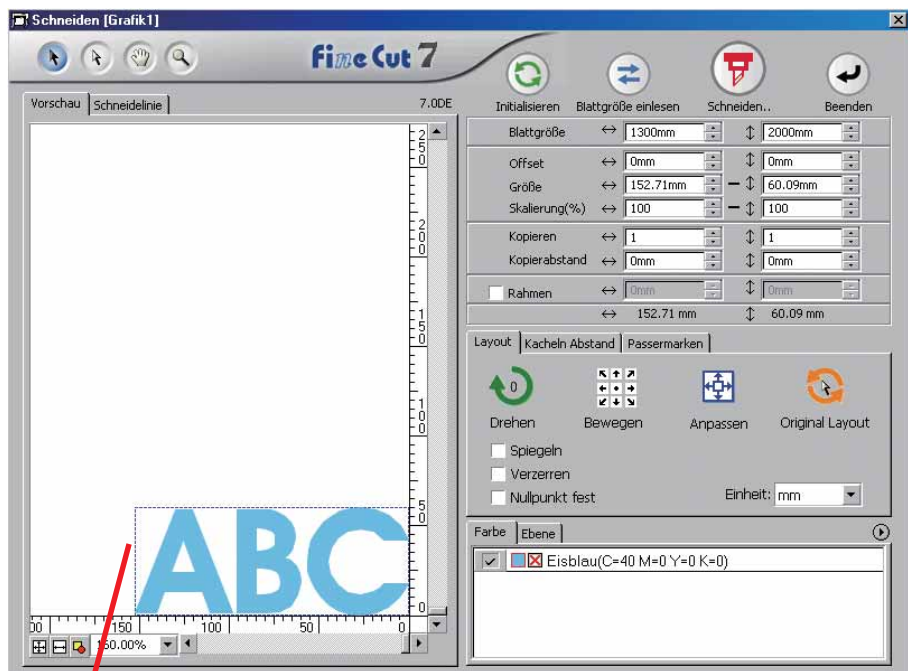 Schneiden [Grafik1]
Fine Cut 7
Initialisieren Blattgröße einlesen Schneiden.. Beenden
Vorschau Schneidelinie 7.0DE
Blattgröße 1300mm 2000mm
Offset 0mm 0mm
Größe 152.71mm 60.09mm
Skalierung(%) 100 100
Kopieren 1 1
Kopierabstand 0mm 0mm
Rahmen 0mm 0mm
152.71 mm 60.09 mm
250
200
150
100
50
0
ABC
150 100 50 0
Layout Kacheln Abstand Passermarken
0
Drehen Bewegen Anpassen Original Layout
Spiegeln
Verzerren
Nullpunkt fest Einheit: mm
Farbe Ebene
Eisblau(C=40 M=0 Y=0 K=0)